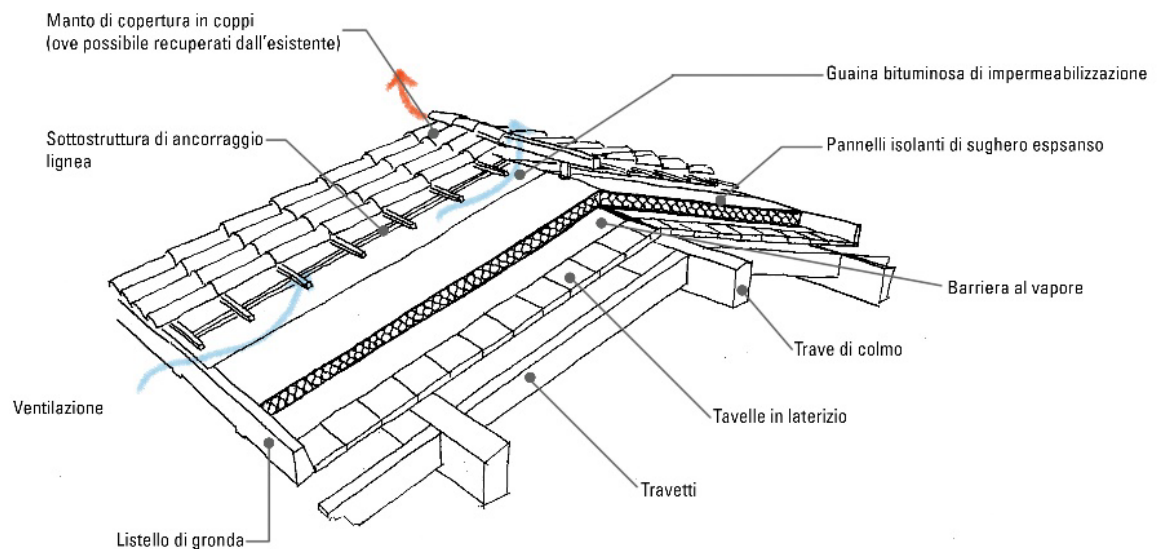 Manto di copertura in coppi
(ove possibile recuperati dall'esistente)
Guaina bituminosa di impermeabilizzazione
Sottostruttura di ancorraggio
lignea
Pannelli isolanti di sughero espsanso
Barriera al vapore
Trave di colmo
Ventilazione
Tavelle in laterizio
Travetti
Listello di gronda